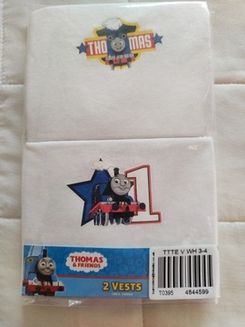 THOMAS
1
THOMAS
& FRIENDS
2 VESTS
TTTE V WH 3-4
T0395 4844599